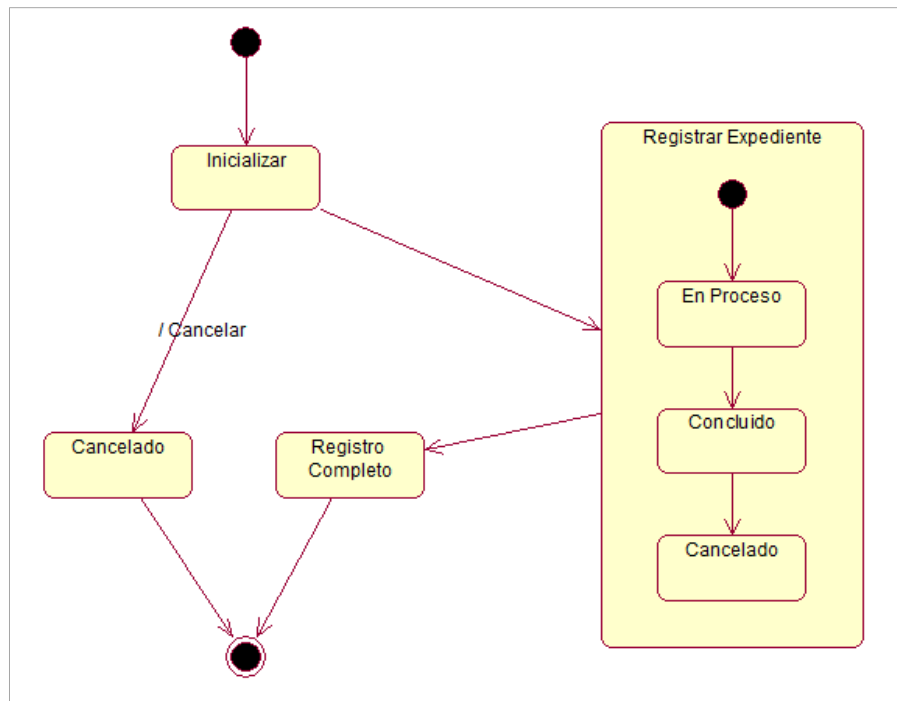 Inicializar
Registrar Expediente
En Proceso
/ Cancelar
Concluido
Cancelado
Registro
Completo
Cancelado